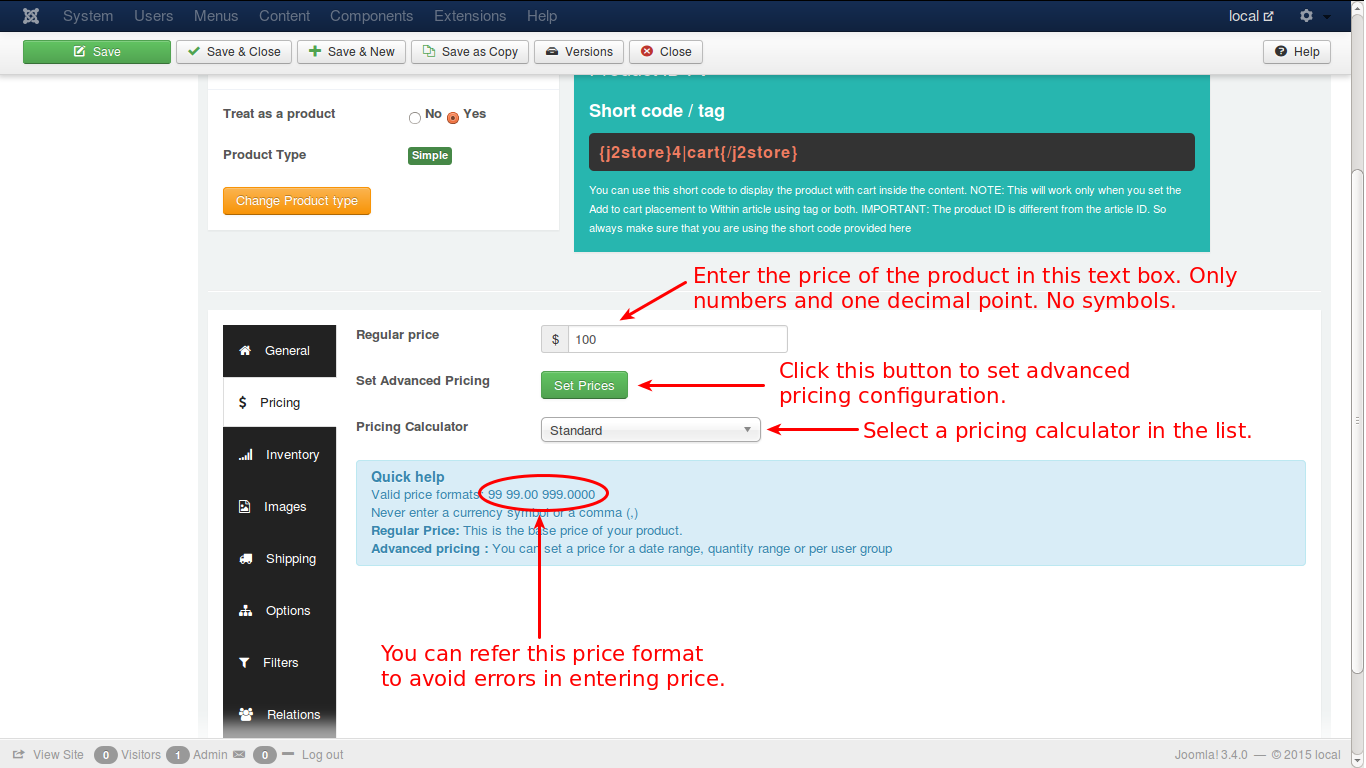 System Users Menus Content Components Extensions Help local
Save Save & Close Save & New Save as Copy Versions Close Help
Treat as a product No Yes
Product Type Simple
Change Product type
Short code / tag
{j2store}4|cart{/j2store}
You can use this short code to display the product with cart inside the content. NOTE: This will work only when you set the
Add to cart placement to Within article using tag or both. IMPORTANT: The product ID is different from the article ID. So
always make sure that you are using the short code provided here
Enter the price of the product in this text box. Only
numbers and one decimal point. No symbols.
General
Pricing
Inventory
Images
Shipping
Options
Filters
Relations
Regular price $ 100
Set Advanced Pricing Set Prices
Click this button to set advanced
pricing configuration.
Pricing Calculator Standard
Select a pricing calculator in the list.
Quick help
Valid price formats: 99 99.00 999.0000
Never enter a currency symbol or a comma (,)
Regular Price: This is the base price of your product.
Advanced pricing : You can set a price for a date range, quantity range or per user group
You can refer this price format
to avoid errors in entering price.
View Site 0 Visitors 1 Admin 0 Log out Joomla! 3.4.0 — © 2015 local